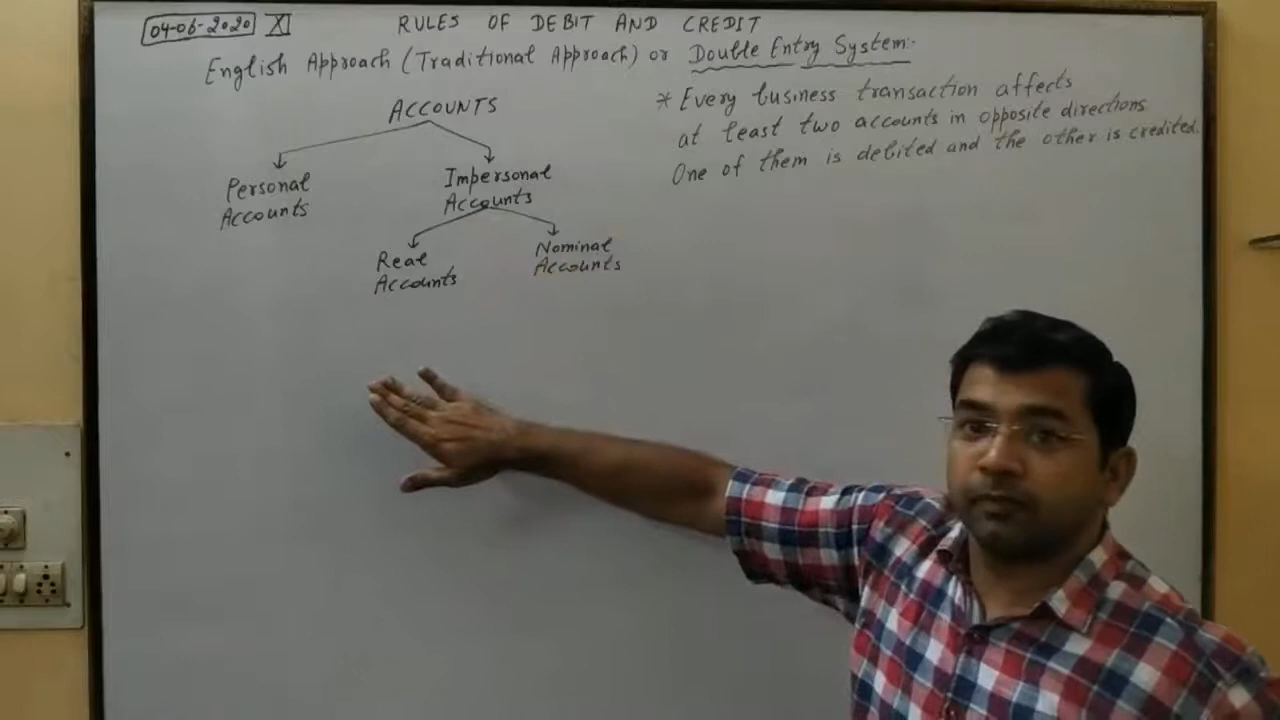 04-06-2020 XI
RULES OF DEBIT AND CREDIT
English Approach (Traditional Approach) or Double Entry System:-
ACCOUNTS
Personal
Accounts
Impersonal
Accounts
Real
Accounts
Nominal
Accounts
* Every business transaction affects
at least two accounts in opposite directions
One of them is debited and the other is credited.